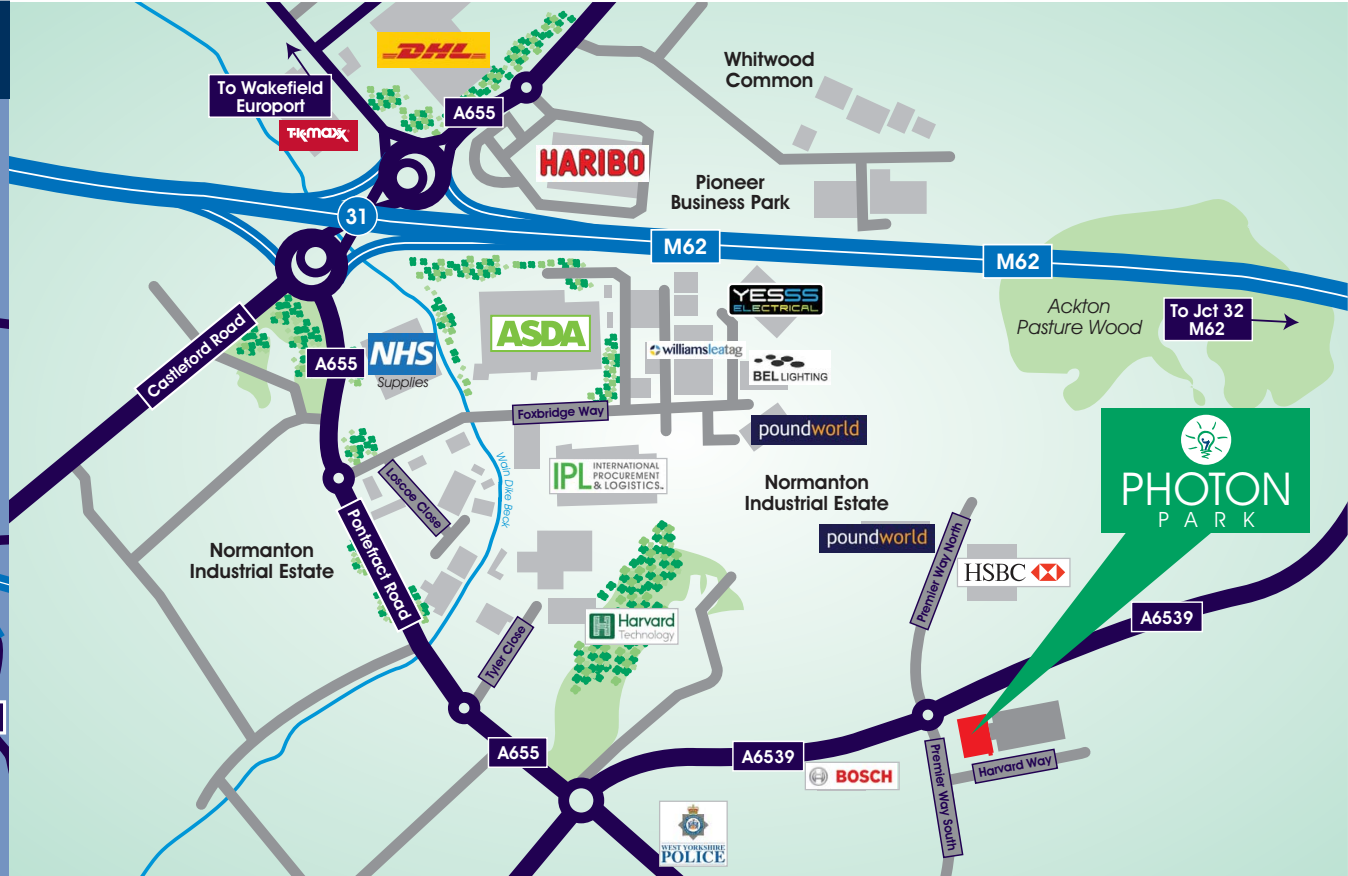 DHL
Whitwood
Common
To Wakefield
Europort
A655
T·K·maxx
HARIBO
Pioneer
Business Park
31
M62
M62
YESSS
ELECTRICAL
Ackton
Pasture Wood
To Jct 32
M62
ASDA
Castleford Road
A655
NHS
Supplies
williamsleatag
BEL LIGHTING
Foxbridge Way
poundworld
PHOTON
PARK
IPL INTERNATIONAL
PROCUREMENT
& LOGISTICS
Wain Dike Beck
Loscoe Close
Normanton
Industrial Estate
poundworld
Normanton
Industrial Estate
Pontefract Road
Premier Way North
HSBC
Harvard
Technology
A6539
Tyler Close
A655
A6539
BOSCH
Harvard Way
Premier Way South
WEST YORKSHIRE
POLICE